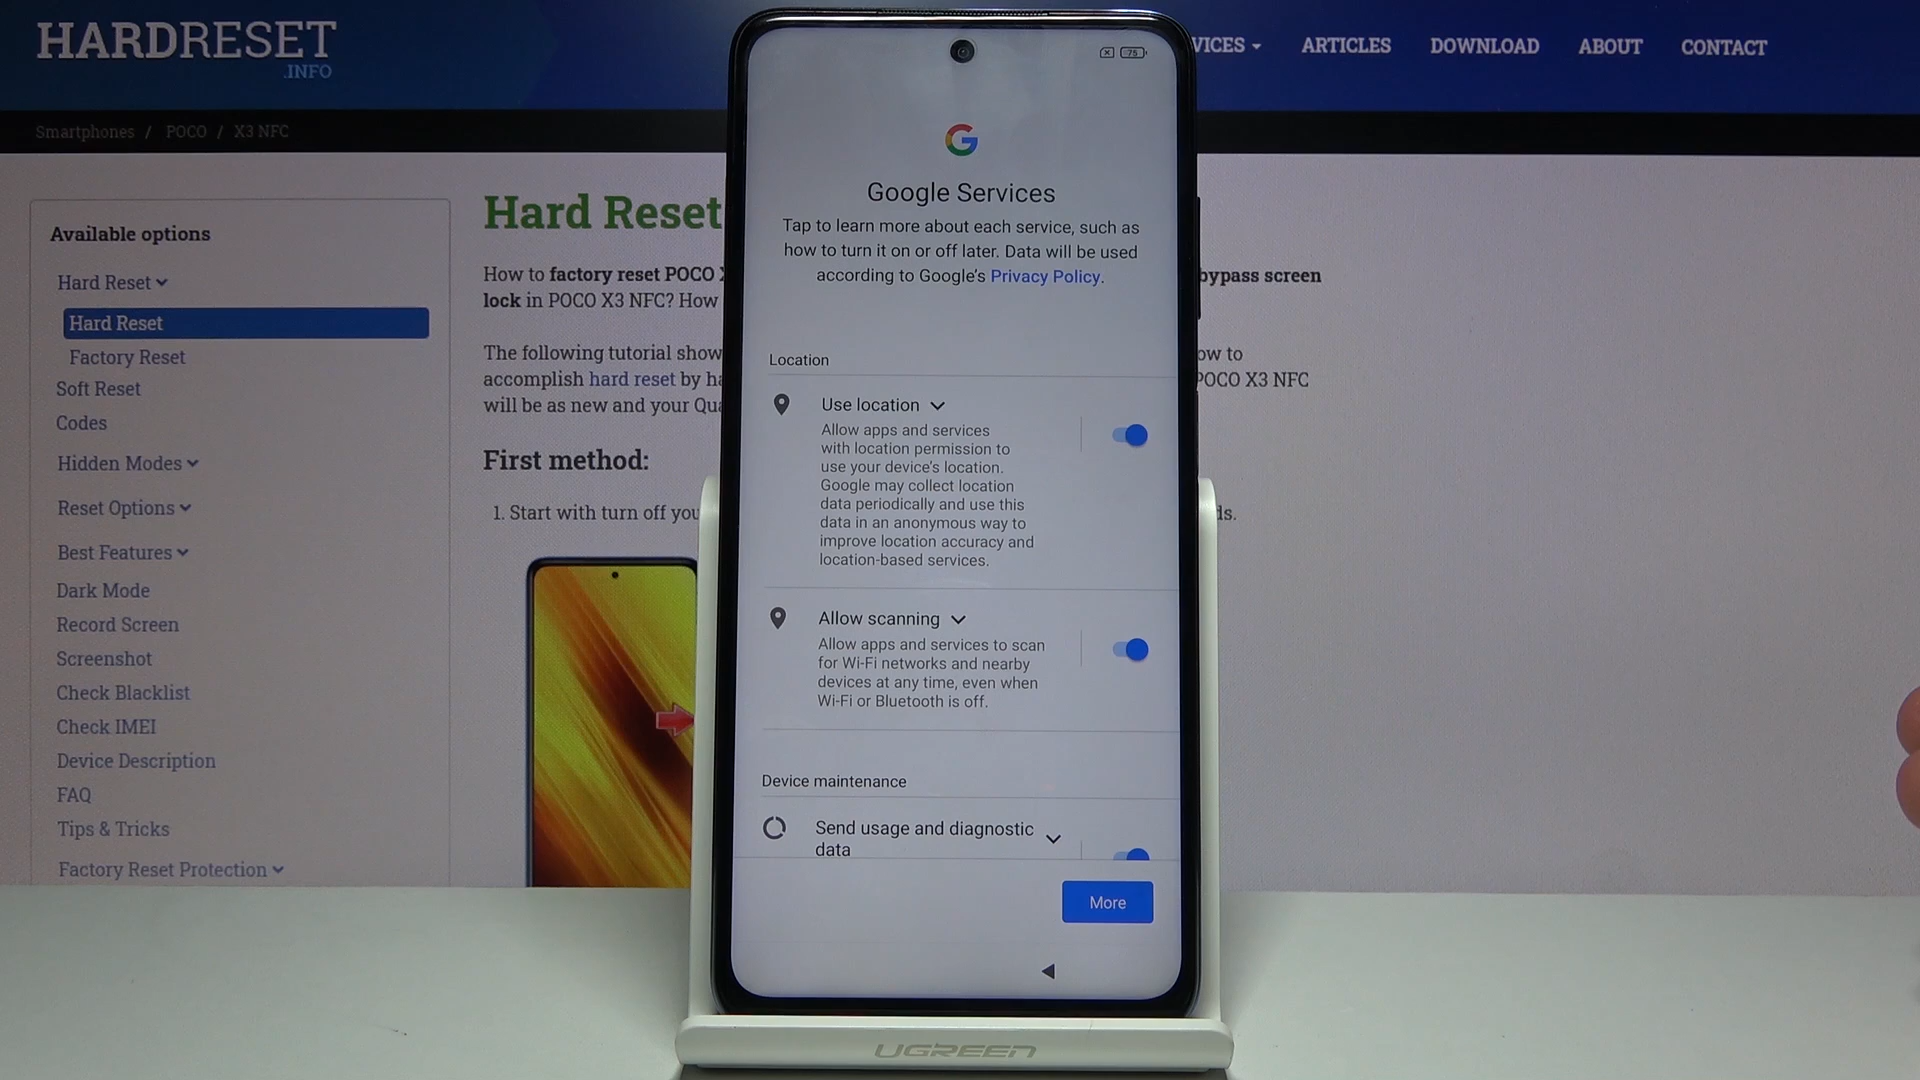 HARDRESET
.INFO
VICES
ARTICLES
DOWNLOAD
ABOUT
CONTACT
Smartphones / POCO / X3 NFC
Available options
Hard Reset
Hard Reset
Factory Reset
Soft Reset
Codes
Hidden Modes
Reset Options
Best Features
Dark Mode
Record Screen
Screenshot
Check Blacklist
Check IMEI
Device Description
FAQ
Tips & Tricks
Factory Reset Protection
Hard Reset
How to factory reset POCO
bypass screen
lock in POCO X3 NFC? How
The following tutorial show
ow to
accomplish hard reset by ha
POCO X3 NFC
will be as new and your Qua
First method:
1. Start with turn off you
ds.
75
Google Services
Tap to learn more about each service, such as
how to turn it on or off later. Data will be used
according to Google's Privacy Policy.
Location
Use location
Allow apps and services
with location permission to
use your device's location.
Google may collect location
data periodically and use this
data in an anonymous way to
improve location accuracy and
location-based services.
Allow scanning
Allow apps and services to scan
for Wi-Fi networks and nearby
devices at any time, even when
Wi-Fi or Bluetooth is off.
Device maintenance
Send usage and diagnostic
data
More
UGREEN